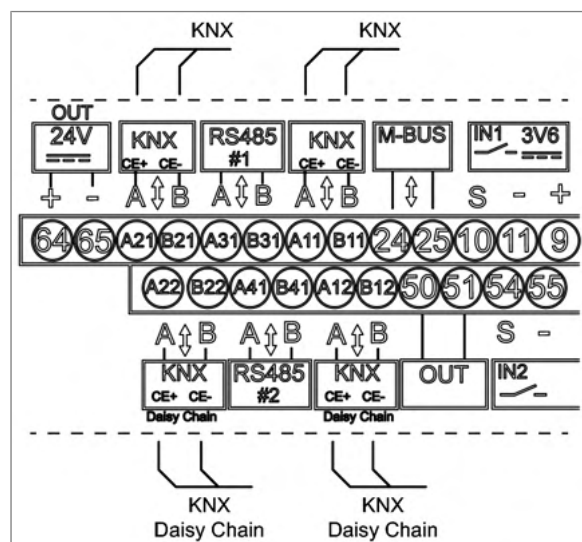 KNX KNX
OUT
24V KNX RS485 KNX M-BUS IN1 3V6
CE+ CE- #1 CE+ CE-
+ - A B A B A B S - +
64 65 A21 B21 A31 B31 A11 B11 24 25 10 11 9
A22 B22 A41 B41 A12 B12 50 51 54 55
A B A B A B S -
KNX RS485 KNX OUT IN2
CE+ CE- #2 CE+ CE-
Daisy Chain Daisy Chain
KNX KNX
Daisy Chain Daisy Chain